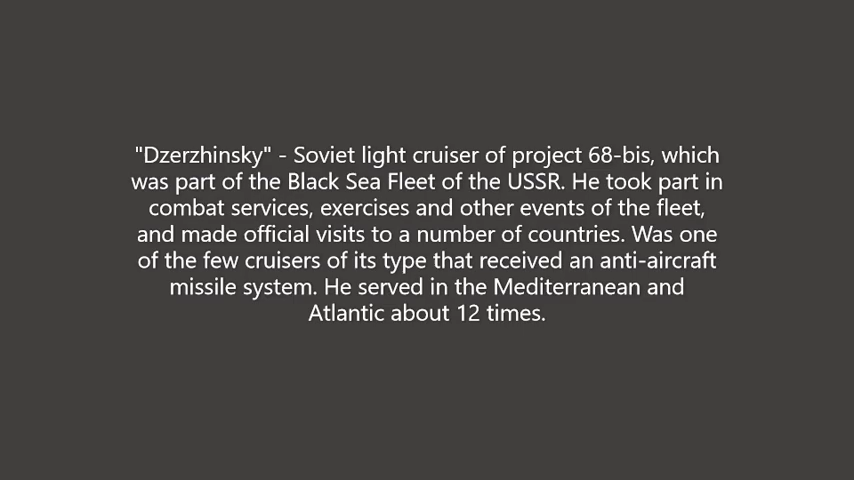 "Dzerzhinsky" - Soviet light cruiser of project 68-bis, which
was part of the Black Sea Fleet of the USSR. He took part in
combat services, exercises and other events of the fleet,
and made official visits to a number of countries. Was one
of the few cruisers of its type that received an anti-aircraft
missile system. He served in the Mediterranean and
Atlantic about 12 times.